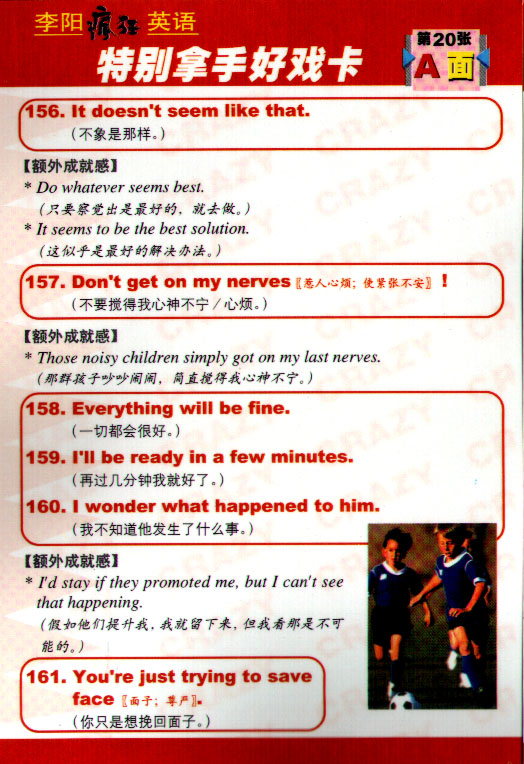 李阳疯狂英语
特别拿手好戏卡
第20张
A面
156. It doesn't seem like that.
(不象是那样。)
【额外成就感】
* Do whatever seems best.
(只要察觉出是最好的，就去做。)
* It seems to be the best solution.
(这似乎是最好的解决办法。)
157. Don't get on my nerves〖惹人心烦；使紧张不安〗!
(不要搅得我心神不宁／心烦。)
【额外成就感】
* Those noisy children simply got on my last nerves.
(那群孩子吵吵闹闹，简直搅得我心神不宁。)
158. Everything will be fine.
(一切都会很好。)
159. I'll be ready in a few minutes.
(再过几分钟我就好了。)
160. I wonder what happened to him.
(我不知道他发生了什么事。)
【额外成就感】
* I'd stay if they promoted me, but I can't see
that happening.
(假如他们提升我，我就留下来，但我看那是不可
能的。)
161. You're just trying to save
face〖面子；尊严〗.
(你只是想挽回面子。)